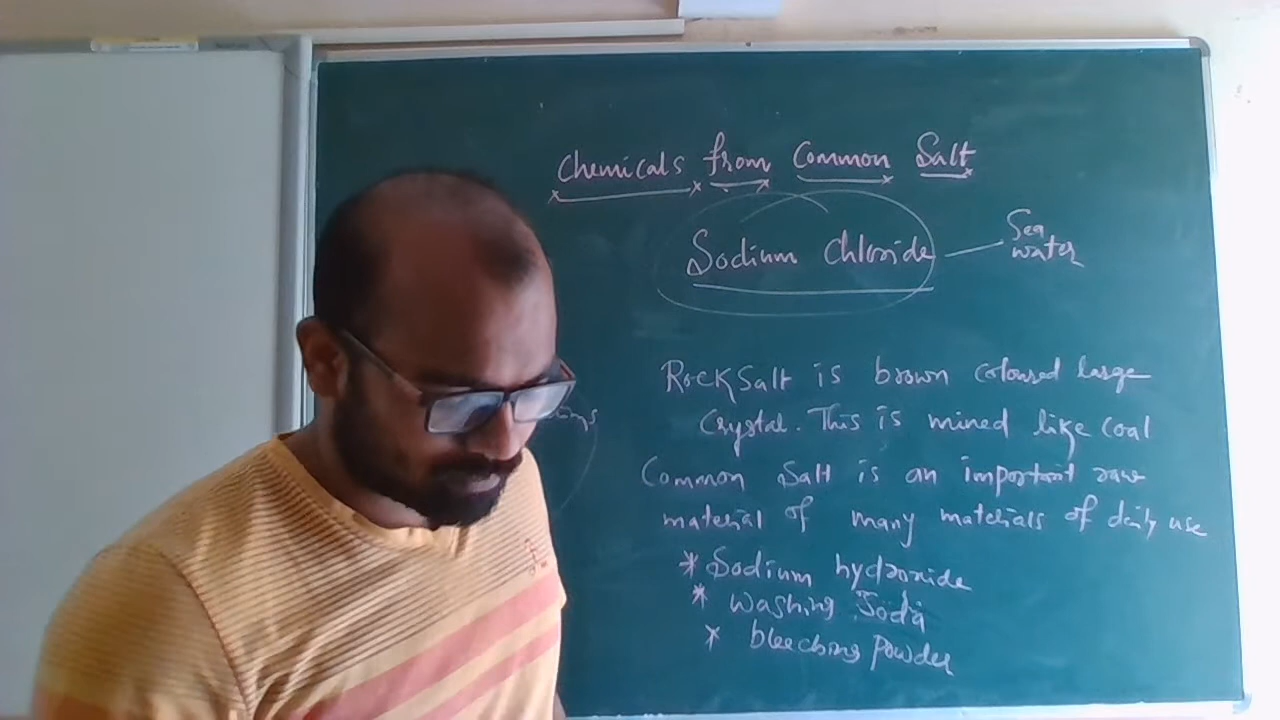 Chemicals from Common Salt
Sodium Chloride
Sea
water
Rock Salt is brown coloured large
Crystal. This is mined like coal
Common Salt is an important raw
material of many materials of daily use
* Sodium hydroxide
* Washing Soda
* bleeching Powder